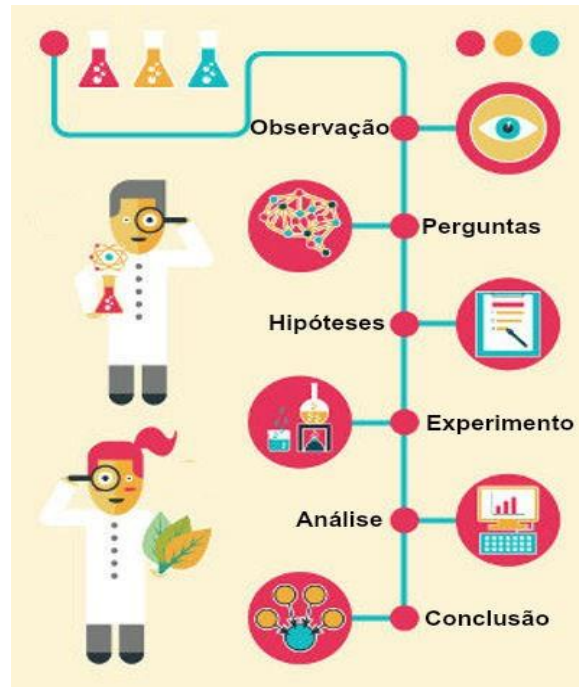 Observação
Perguntas
Hipóteses
Experimento
Análise
Conclusão